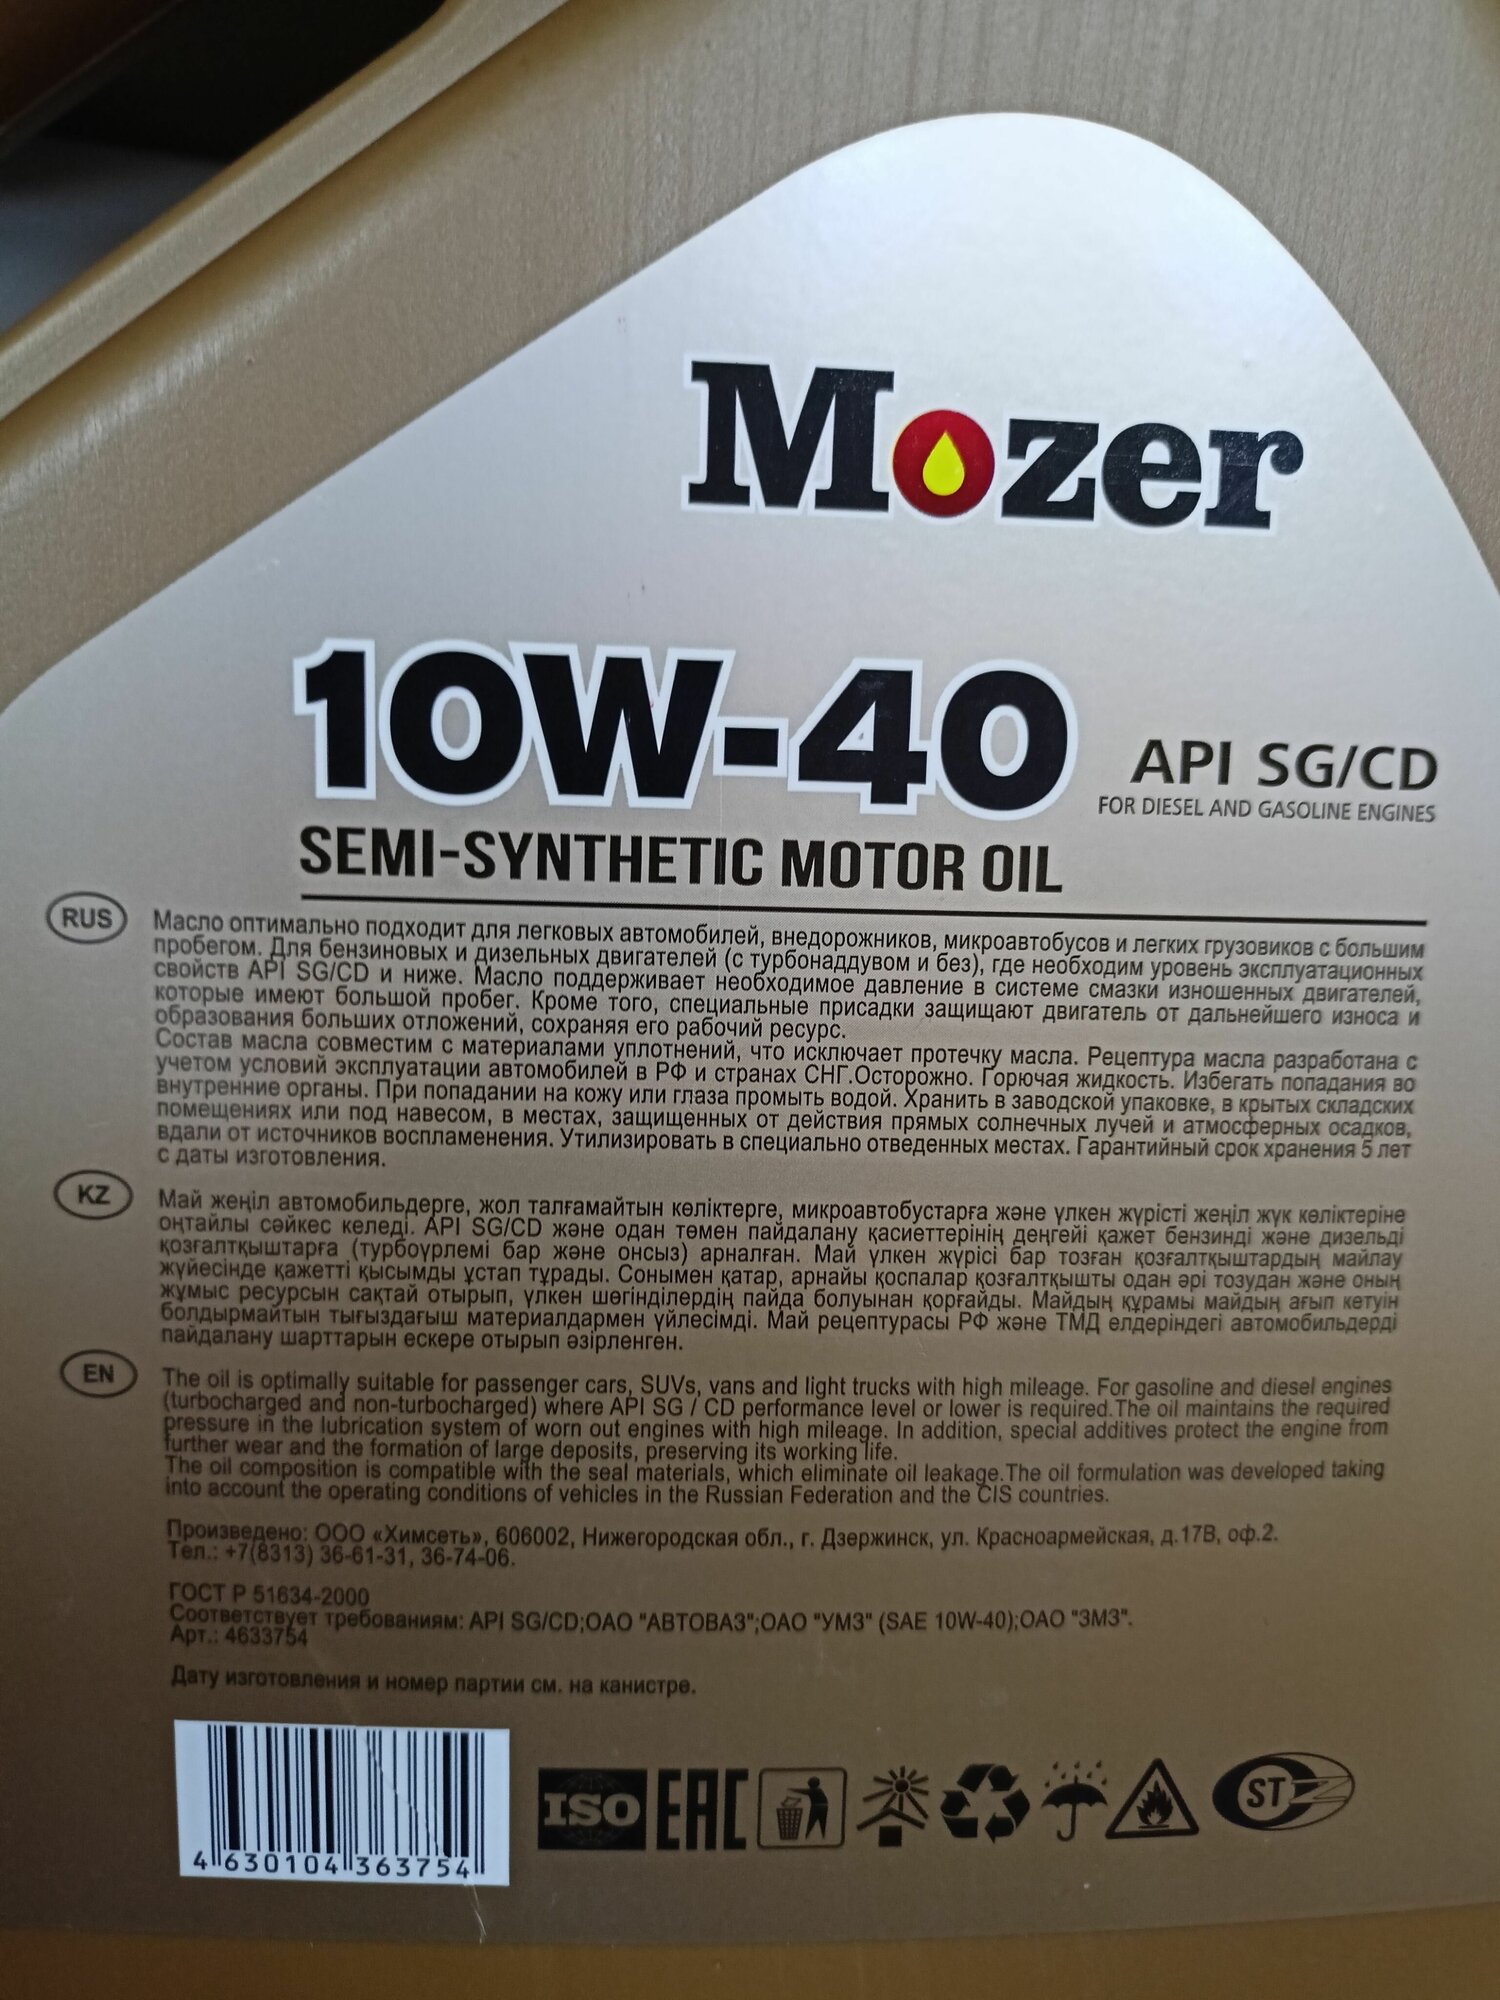 Mozer
10W-40
API SG/CD
FOR DIESEL AND GASOLINE ENGINES
SEMI-SYNTHETIC MOTOR OIL
RUS
Масло оптимально подходит для легковых автомобилей, внедорожников, микроавтобусов и легких грузовиков с большим
пробегом. Для бензиновых и дизельных двигателей (с турбонаддувом и без), где необходим уровень эксплуатационных
свойств API SG/CD и ниже. Масло поддерживает необходимое давление в системе смазки изношенных двигателей,
которые имеют большой пробег. Кроме того, специальные присадки защищают двигатель от дальнейшего износа и
образования больших отложений, сохраняя его рабочий ресурс.
Состав масла совместим с материалами уплотнений, что исключает протечку масла. Рецептура масла разработана с
учетом условий эксплуатации автомобилей в РФ и странах СНГ.Осторожно. Горючая жидкость. Избегать попадания во
внутренние органы. При попадании на кожу или глаза промыть водой. Хранить в заводской упаковке, в крытых складских
помещениях или под навесом, в местах, защищенных от действия прямых солнечных лучей и атмосферных осадков,
вдали от источников воспламенения. Утилизировать в специально отведенных местах. Гарантийный срок хранения 5 лет
с даты изготовления.
KZ
Май жеңіл автомобильдерге, жол талғамайтын көліктерге, микроавтобустарға және үлкен жүрісті жеңіл жүк көліктеріне
оңтайлы сәйкес келеді. API SG/CD және одан төмен пайдалану қасиеттерінің деңгейі қажет бензинді және дизельді
қозғалтқыштарға (турбоүрлемі бар және онсыз) арналған. Май үлкен жүрісі бар тозған қозғалтқыштардың майлау
жүйесінде қажетті қысымды ұстап тұрады. Сонымен қатар, арнайы қоспалар қозғалтқышты одан әрі тозудан және оның
жұмыс ресурсын сақтай отырып, үлкен шөгінділердің пайда болуынан қорғайды. Майдың құрамы майдың ағып кетуін
болдырмайтын тығыздағыш материалдармен үйлесімді. Май рецептурасы РФ және ТМД елдеріндегі автомобильдерді
пайдалану шарттарын ескере отырып әзірленген.
EN
The oil is optimally suitable for passenger cars, SUVs, vans and light trucks with high mileage. For gasoline and diesel engines
(turbocharged and non-turbocharged) where API SG / CD performance level or lower is required.The oil maintains the required
pressure in the lubrication system of worn out engines with high mileage. In addition, special additives protect the engine from
further wear and the formation of large deposits, preserving its working life.
The oil composition is compatible with the seal materials, which eliminate oil leakage.The oil formulation was developed taking
into account the operating conditions of vehicles in the Russian Federation and the CIS countries.
Произведено: ООО «Химсеть», 606002, Нижегородская обл., г. Дзержинск, ул. Красноармейская, д.17В, оф.2.
Тел.: +7(8313) 36-61-31, 36-74-06.
ГОСТ Р 51634-2000
Соответствует требованиям: API SG/CD;ОАО "АВТОВАЗ";ОАО "УМЗ" (SAE 10W-40);ОАО "ЗМЗ".
Арт.: 4633754
Дату изготовления и номер партии см. на канистре.
4 630104 363754
ISO
EAC
ST